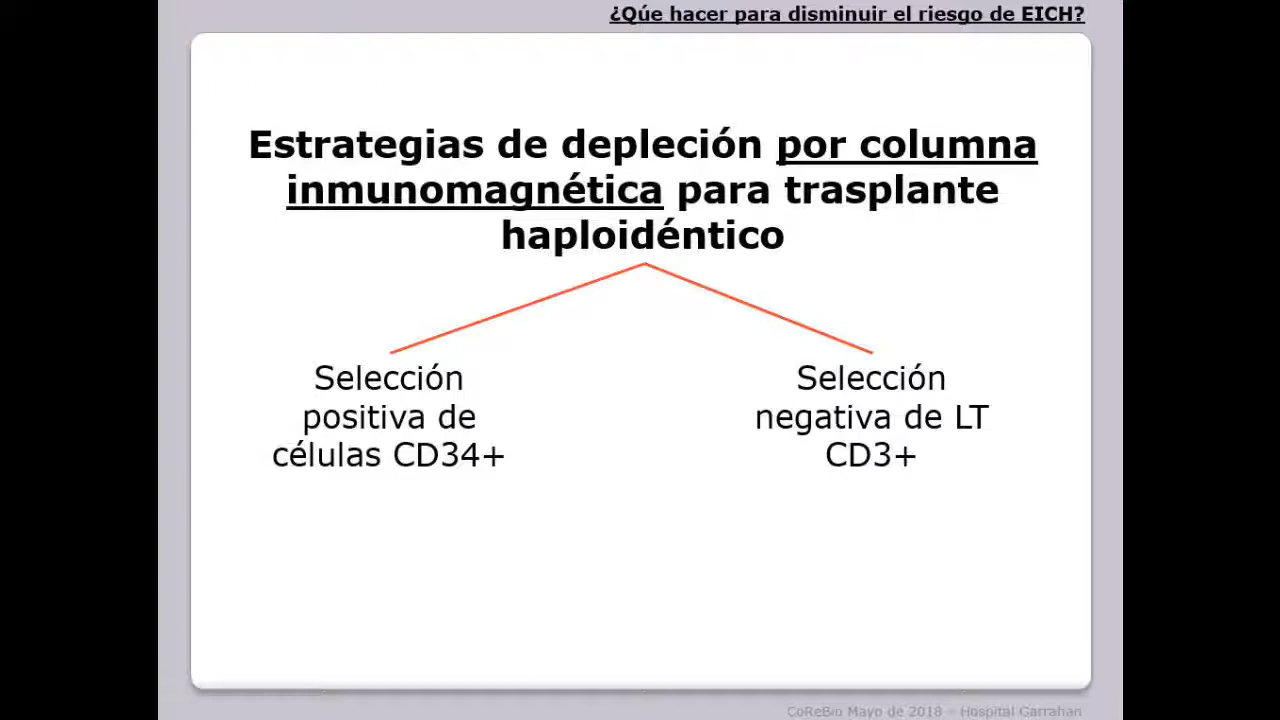 ¿Qúe hacer para disminuir el riesgo de EICH?
Estrategias de depleción por columna
inmunomagnética para trasplante
haploidéntico
Selección
positiva de
células CD34+
Selección
negativa de LT
CD3+
CoReBio Mayo de 2018 - Hospital Garrahan